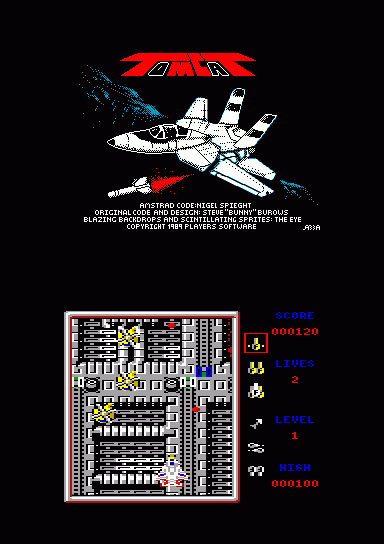 TOMCAT
AMSTRAD CODE:NIGEL SPIEGHT
ORIGINAL CODE AND DESIGN: STEVE "BUNNY" BUROWS
BLAZING BACKDROPS AND SCINTILLATING SPRITES: THE EYE
COPYRIGHT 1989 PLAYERS SOFTWARE
JABBA
SCORE
000120
LIVES
2
LEVEL
1
HIGH
000100